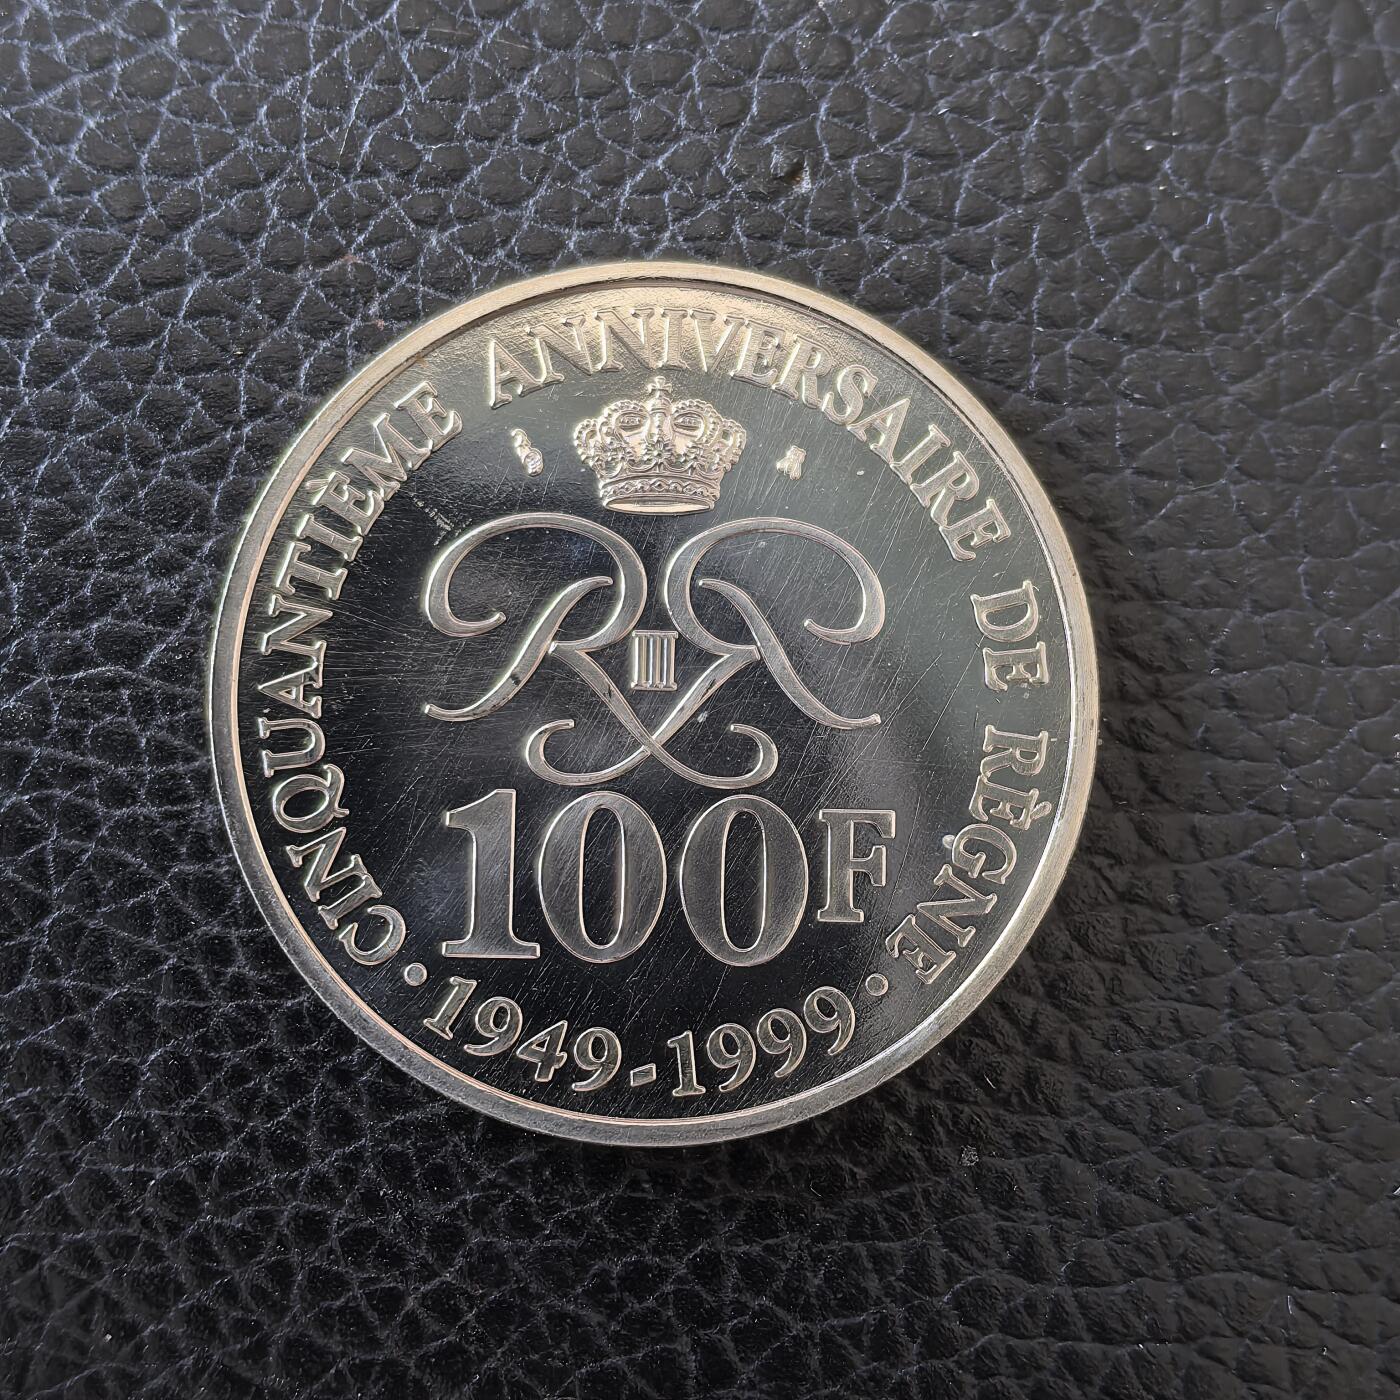 CINQUANTIÈME ANNIVERSAIRE DE RÈGNE
A
R III R
100F
• 1949-1999 •